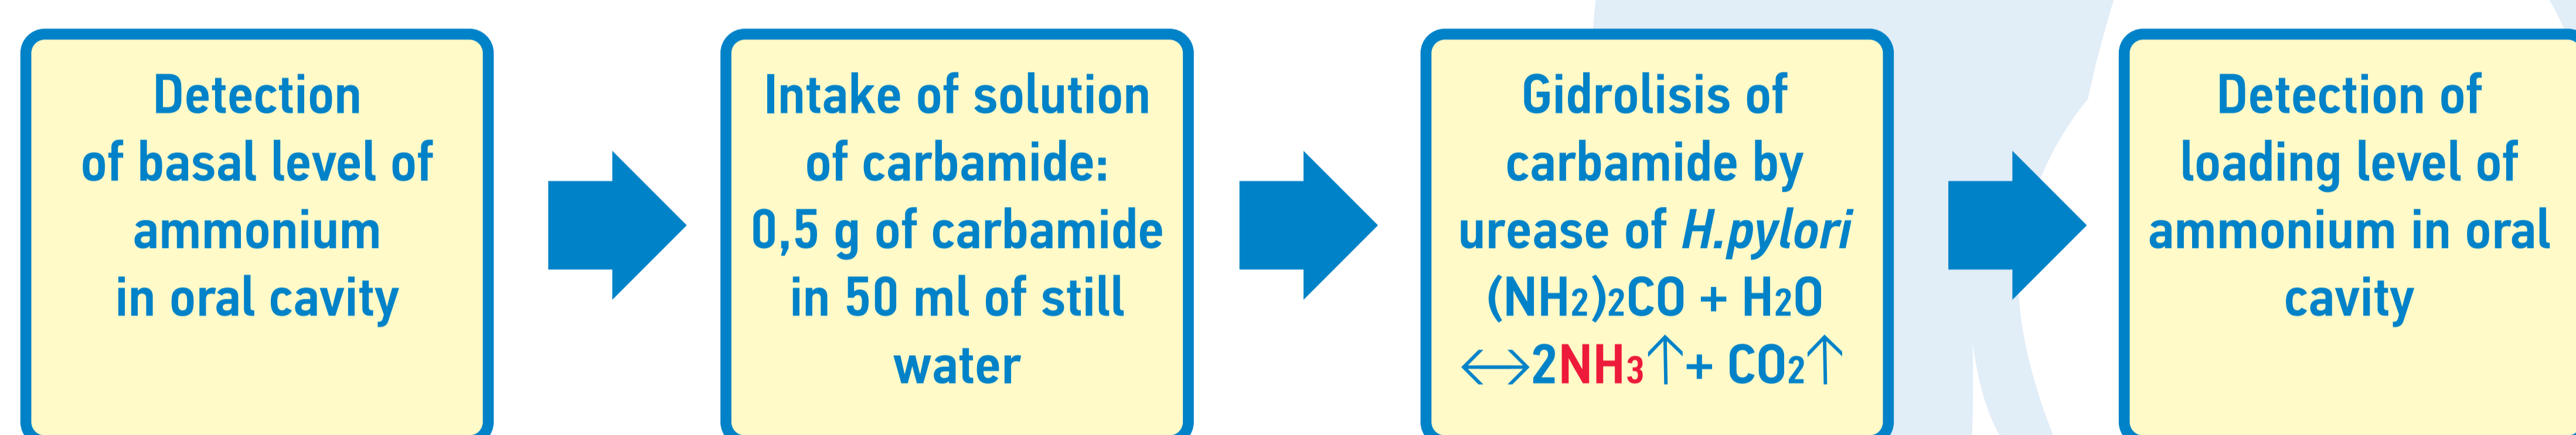 Detection
of basal level of
ammonium
in oral cavity
Intake of solution
of carbamide:
0,5 g of carbamide
in 50 ml of still
water
Gidrolisis of
carbamide by
urease of H.pylori
(NH2)2CO + H2O
↔2NH3↑+ CO2↑
Detection of
loading level of
ammonium in oral
cavity